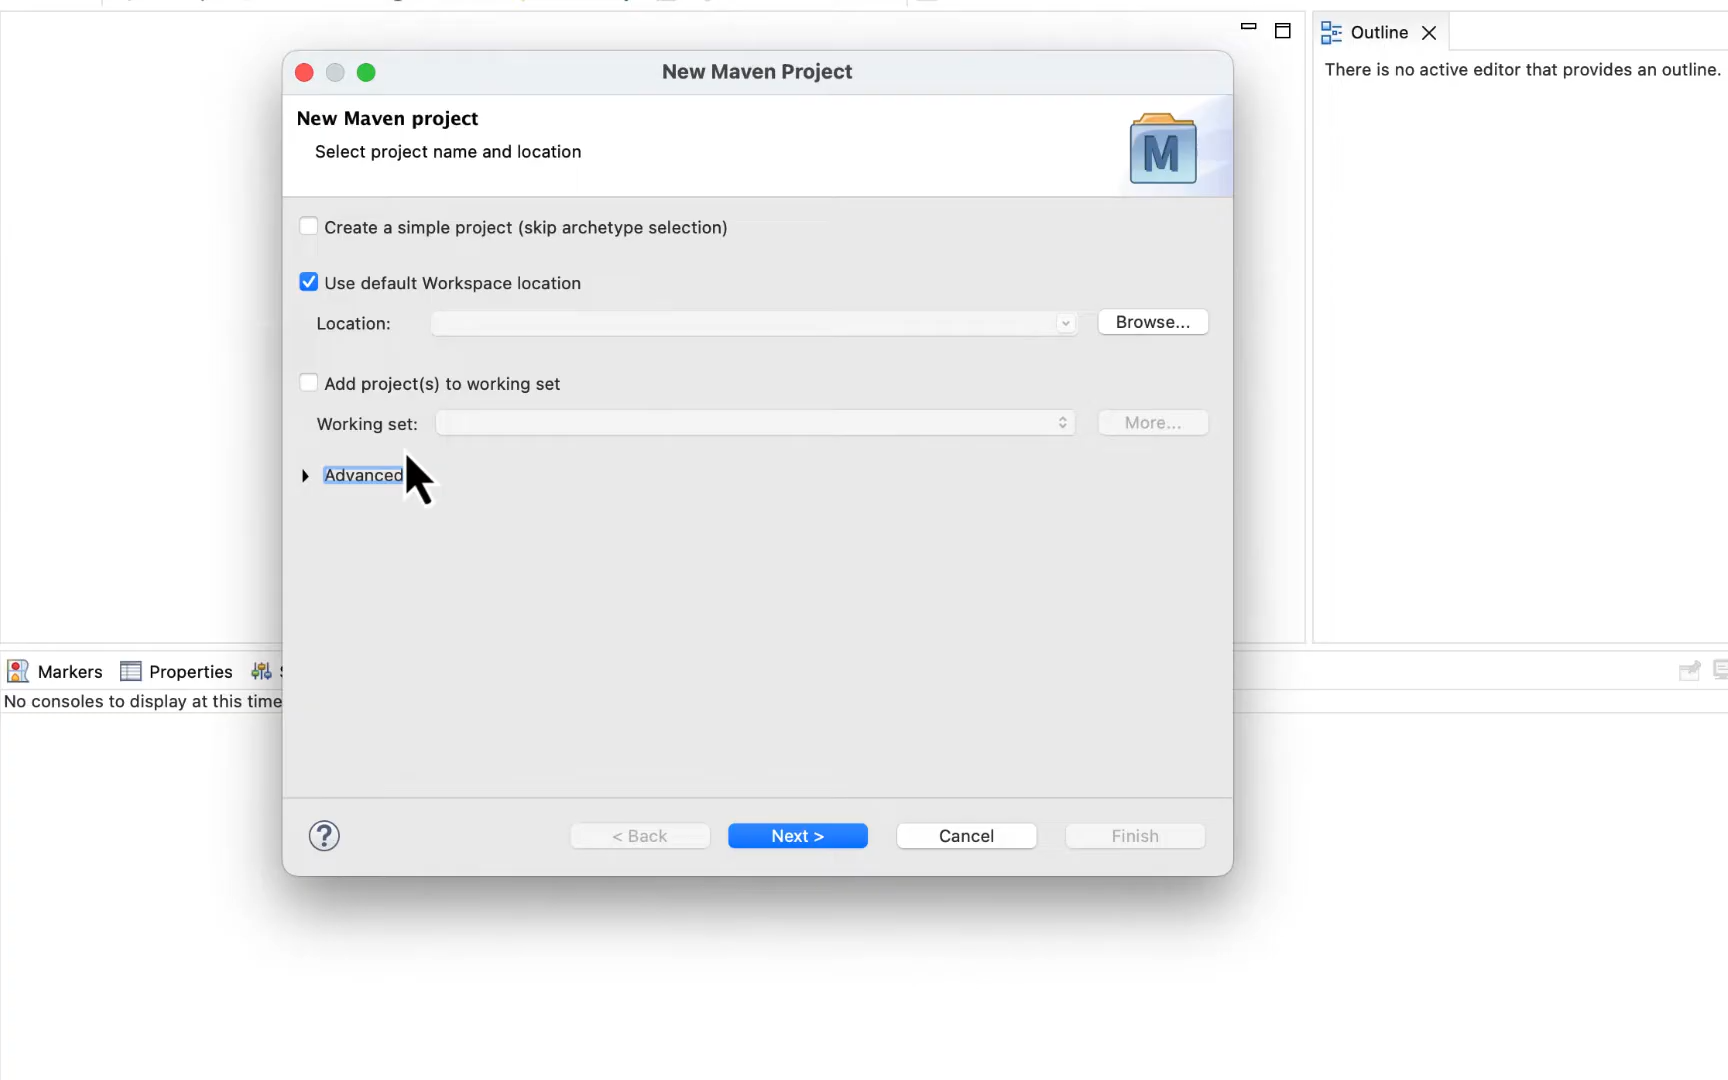 Outline
There is no active editor that provides an outline.
New Maven Project
New Maven project
Select project name and location
M
Create a simple project (skip archetype selection)
Use default Workspace location
Location:
Browse...
Add project(s) to working set
Working set:
More...
Advanced
Markers
Properties
No consoles to display at this time
?
< Back
Next >
Cancel
Finish